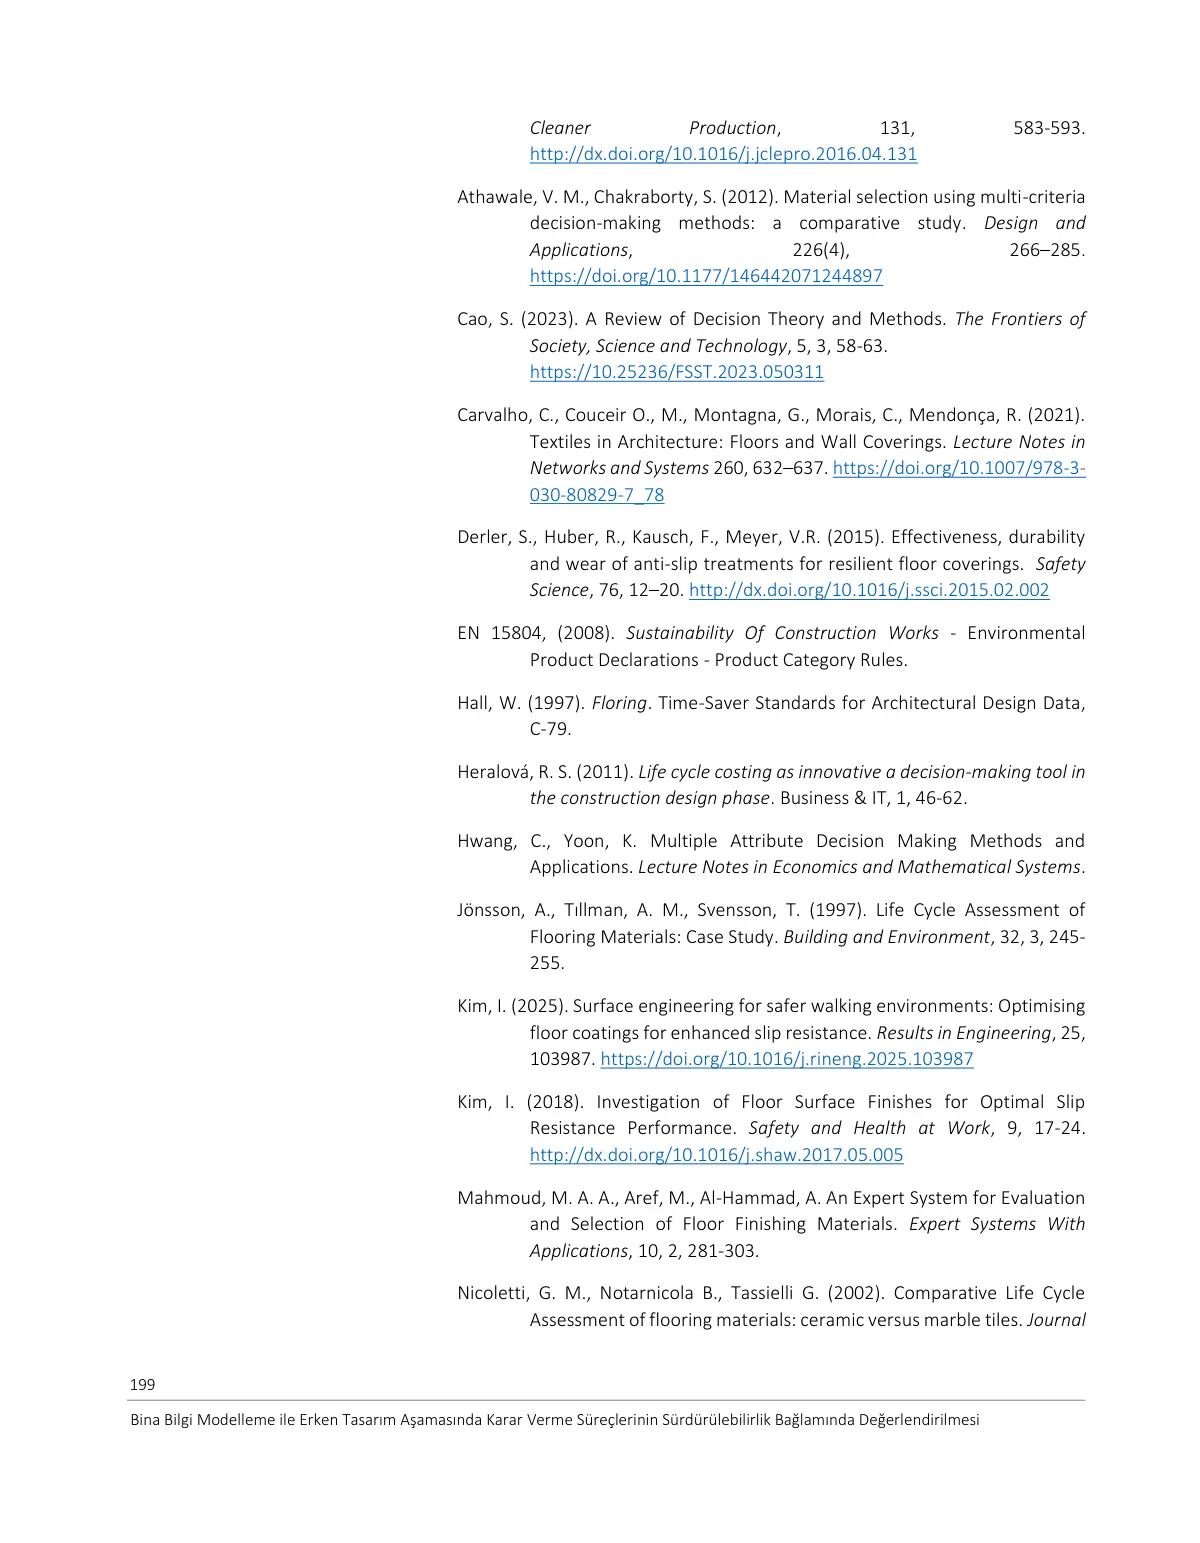 Cleaner Production, 131, 583-593.
http://dx.doi.org/10.1016/j.jclepro.2016.04.131
Athawale, V. M., Chakraborty, S. (2012). Material selection using multi-criteria
decision-making methods: a comparative study. Design and
Applications, 226(4), 266–285.
https://doi.org/10.1177/146442071244897
Cao, S. (2023). A Review of Decision Theory and Methods. The Frontiers of
Society, Science and Technology, 5, 3, 58-63.
https://10.25236/FSST.2023.050311
Carvalho, C., Couceir O., M., Montagna, G., Morais, C., Mendonça, R. (2021).
Textiles in Architecture: Floors and Wall Coverings. Lecture Notes in
Networks and Systems 260, 632–637. https://doi.org/10.1007/978-3-
030-80829-7_78
Derler, S., Huber, R., Kausch, F., Meyer, V.R. (2015). Effectiveness, durability
and wear of anti-slip treatments for resilient floor coverings. Safety
Science, 76, 12–20. http://dx.doi.org/10.1016/j.ssci.2015.02.002
EN 15804, (2008). Sustainability Of Construction Works - Environmental
Product Declarations - Product Category Rules.
Hall, W. (1997). Floring. Time-Saver Standards for Architectural Design Data,
C-79.
Heralová, R. S. (2011). Life cycle costing as innovative a decision-making tool in
the construction design phase. Business & IT, 1, 46-62.
Hwang, C., Yoon, K. Multiple Attribute Decision Making Methods and
Applications. Lecture Notes in Economics and Mathematical Systems.
Jönsson, A., Tıllman, A. M., Svensson, T. (1997). Life Cycle Assessment of
Flooring Materials: Case Study. Building and Environment, 32, 3, 245-
255.
Kim, I. (2025). Surface engineering for safer walking environments: Optimising
floor coatings for enhanced slip resistance. Results in Engineering, 25,
103987. https://doi.org/10.1016/j.rineng.2025.103987
Kim, I. (2018). Investigation of Floor Surface Finishes for Optimal Slip
Resistance Performance. Safety and Health at Work, 9, 17-24.
http://dx.doi.org/10.1016/j.shaw.2017.05.005
Mahmoud, M. A. A., Aref, M., Al-Hammad, A. An Expert System for Evaluation
and Selection of Floor Finishing Materials. Expert Systems With
Applications, 10, 2, 281-303.
Nicoletti, G. M., Notarnicola B., Tassielli G. (2002). Comparative Life Cycle
Assessment of flooring materials: ceramic versus marble tiles. Journal
199
Bina Bilgi Modelleme ile Erken Tasarım Aşamasında Karar Verme Süreçlerinin Sürdürülebilirlik Bağlamında Değerlendirilmesi